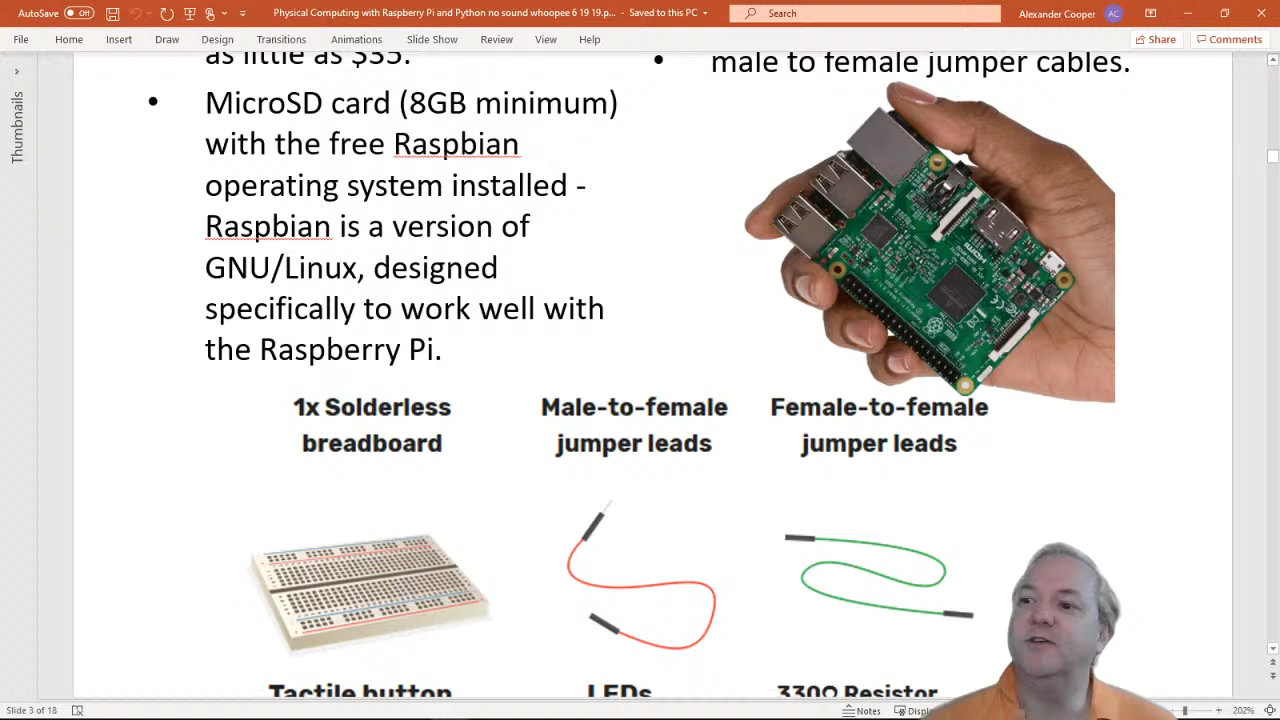 AutoSave Off
Physical Computing with Raspberry Pi and Python no sound whoopee 6 19 19.p... - Saved to this PC
Search
Alexander Cooper AC
File Home Insert Draw Design Transitions Animations Slide Show Review View Help
Share Comments
Thumbnails
as little as $35.
• MicroSD card (8GB minimum)
with the free Raspbian
operating system installed -
Raspbian is a version of
GNU/Linux, designed
specifically to work well with
the Raspberry Pi.
• male to female jumper cables.
HDMI
1x Solderless
breadboard
Male-to-female
jumper leads
Female-to-female
jumper leads
Tactile button
LEDs
330Ω Resistor
Slide 3 of 18
Notes
Displ
202%